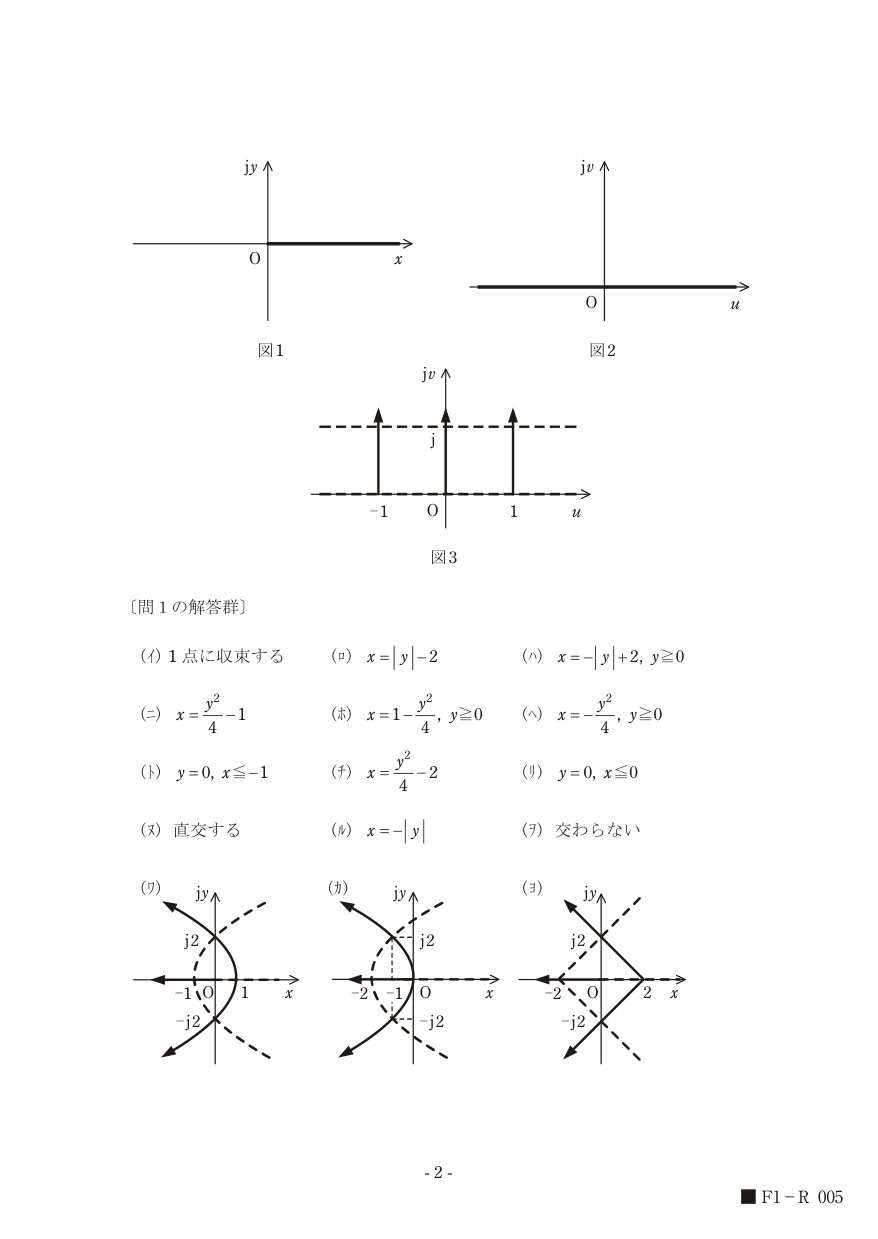 jy
O
x
図1
jv
O
u
図2
jv
j
-1
O
1
u
図3
〔問1の解答群〕
(イ) 1点に収束する
(ロ) x=|y|-2
(ハ) x=-|y|+2, y≧0
(ニ) x=y²/4-1
(ホ) x=1-y²/4, y≧0
(ヘ) x=-y²/4, y≧0
(ト) y=0, x≦-1
(チ) x=y²/4-2
(リ) y=0, x≦0
(ヌ) 直交する
(ル) x=-|y|
(ヲ) 交わらない
(ワ)
jy
j2
-1
O
1
x
-j2
(カ)
jy
j2
-2
-1
O
x
-j2
(ヨ)
jy
j2
-2
O
2
x
-j2
- 2 -
■ F1-R 005